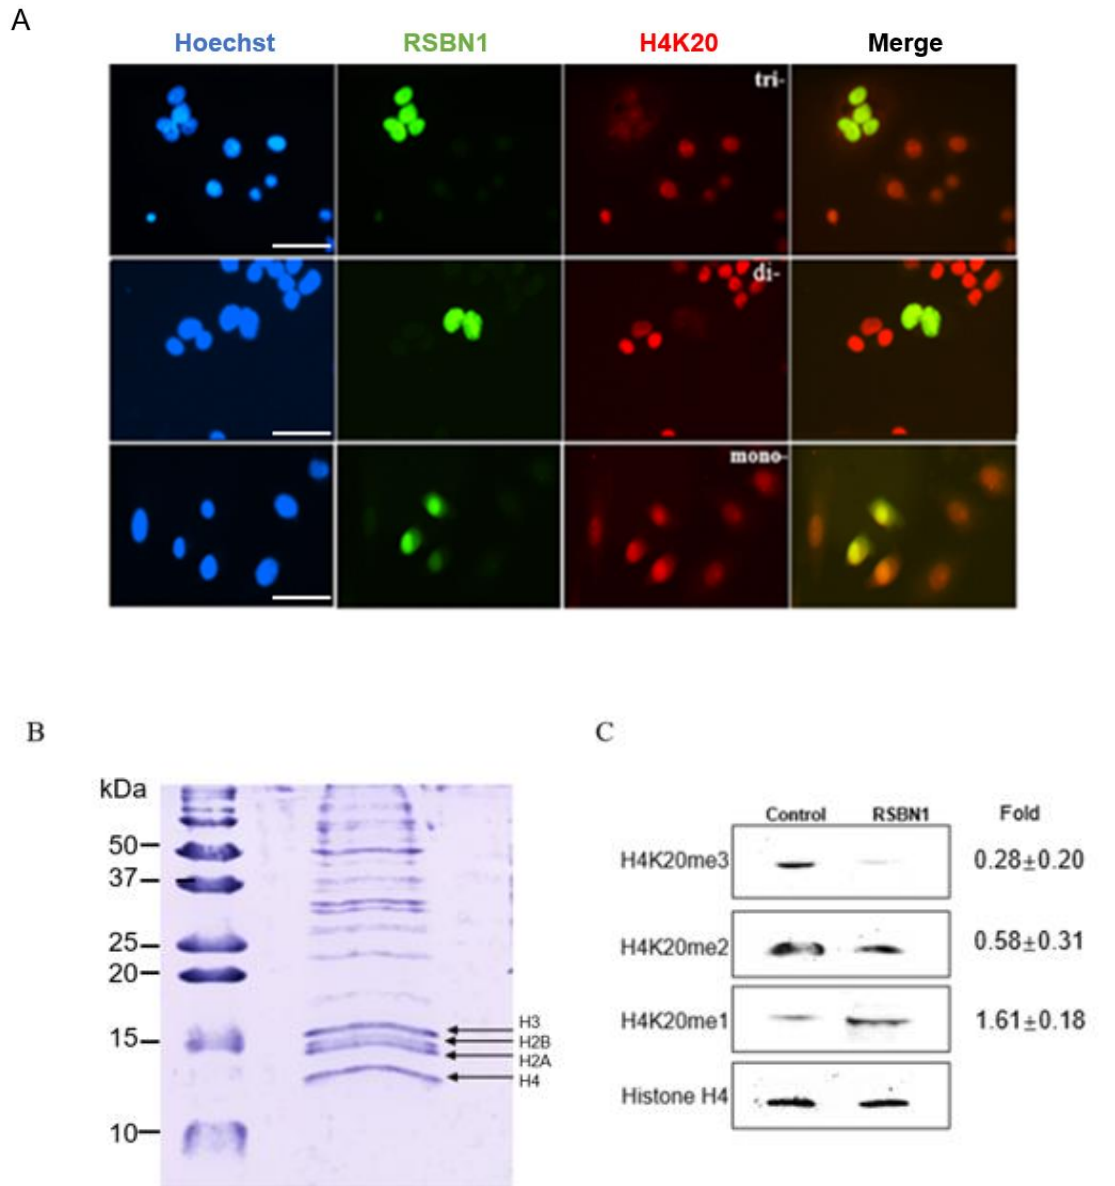 A
Hoechst RSBN1 H4K20 Merge
tri-
di-
mono-
B
C
kDa
50
37
25
20
15
10
H3
H2B
H2A
H4
Control RSBN1 Fold
H4K20me3 0.28±0.20
H4K20me2 0.58±0.31
H4K20me1 1.61±0.18
Histone H4